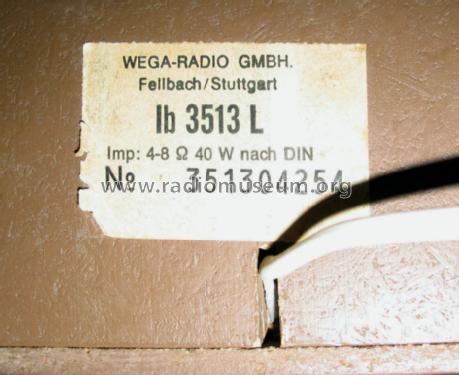 WEGA-RADIO GMBH.
Fellbach/Stuttgart
lb 3513 L
Imp: 4-8 Ω 40 W nach DIN
No 351304254
www.radiomuseum.org